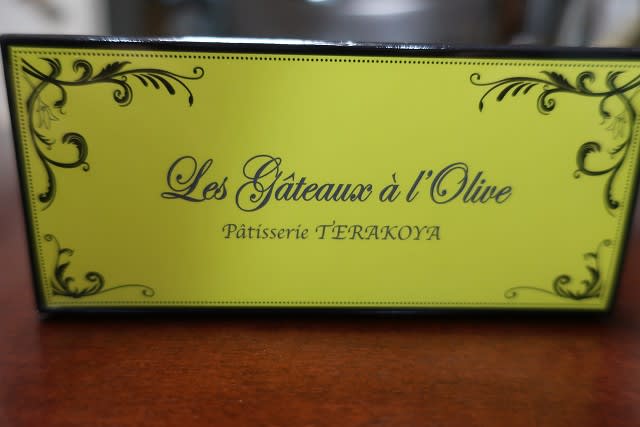 Les Gâteaux à l'Olive
Pâtisserie TERAKOYA